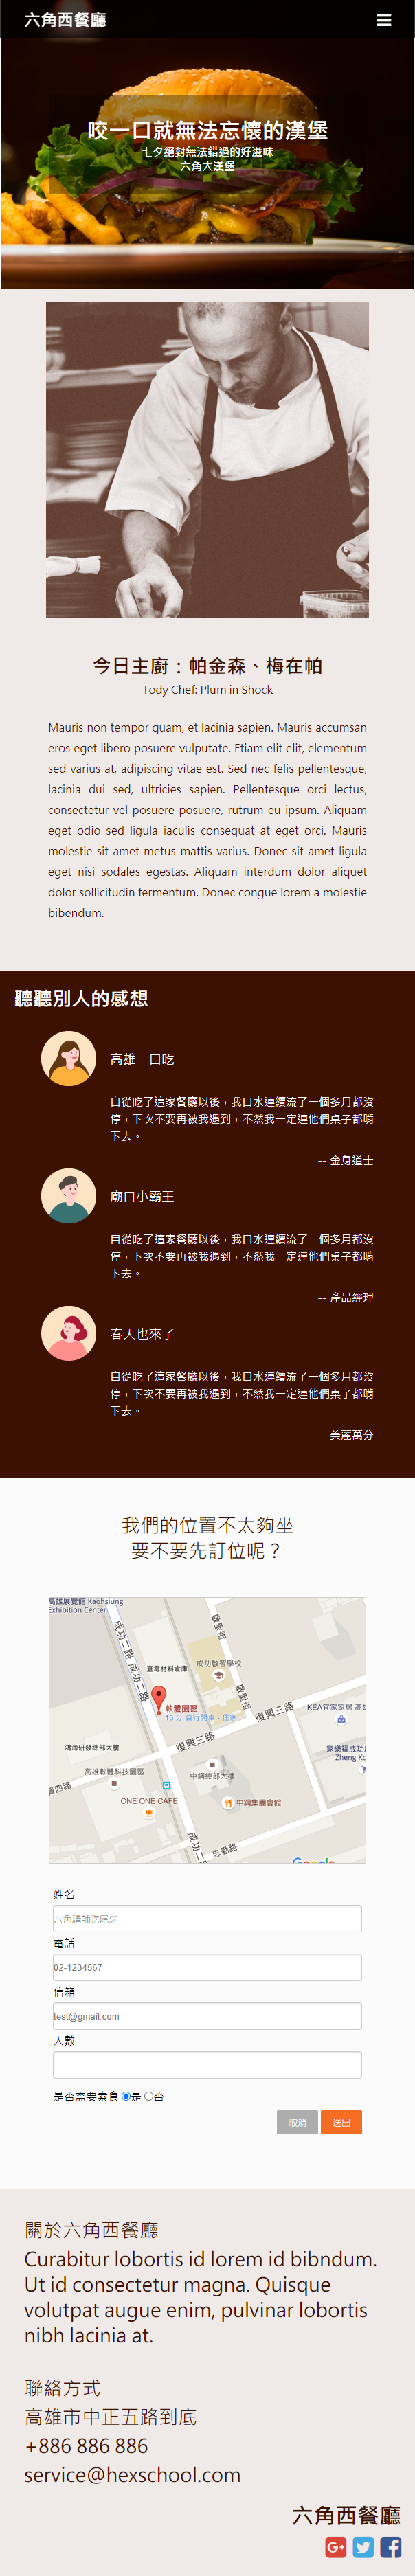 六角西餐廳
咬一口就無法忘懷的漢堡
七夕絕對無法錯過的好滋味
六角大漢堡
今日主廚：帕金森、梅在帕
Tody Chef: Plum in Shock
Mauris non tempor quam, et lacinia sapien. Mauris accumsan
eros eget libero posuere vulputate. Etiam elit elit, elementum
sed varius at, adipiscing vitae est. Sed nec felis pellentesque,
lacinia dui sed, ultricies sapien. Pellentesque orci lectus,
consectetur vel posuere posuere, rutrum eu ipsum. Aliquam
eget odio sed ligula iaculis consequat at eget orci. Mauris
molestie sit amet metus mattis varius. Donec sit amet ligula
eget nisi sodales egestas. Aliquam interdum dolor aliquet
dolor sollicitudin fermentum. Donec congue lorem a molestie
bibendum.
聽聽別人的感想
高雄一口吃
自從吃了這家餐廳以後，我口水連續流了一個多月都沒
停，下次不要再被我遇到，不然我一定連他們桌子都啃
下去。
-- 金身道士
廟口小霸王
自從吃了這家餐廳以後，我口水連續流了一個多月都沒
停，下次不要再被我遇到，不然我一定連他們桌子都啃
下去。
-- 產品經理
春天也來了
自從吃了這家餐廳以後，我口水連續流了一個多月都沒
停，下次不要再被我遇到，不然我一定連他們桌子都啃
下去。
-- 美麗萬分
我們的位置不太夠坐
要不要先訂位呢？
高雄展覽館 Kaohsiung
Exhibition Center
成功二路
成功二路
啟聖街
成功啟智學校
臺電材料倉庫
啟聖街
軟體園區
15 分 自行開車 - 住家
復興三路
IKEA宜家家居
復興三路
鴻海研發總部大樓
家樂福成功
Zheng Ko
中鋼總部大樓
高雄軟體科技園區
四路
ONE ONE CAFE
中鋼集團會館
成功二路
忠勤路
Google
姓名
六角講師吃尾牙
電話
02-1234567
信箱
test@gmail.com
人數
是否需要素食 是 否
取消 送出
關於六角西餐廳
Curabitur lobortis id lorem id bibndum.
Ut id consectetur magna. Quisque
volutpat augue enim, pulvinar lobortis
nibh lacinia at.
聯絡方式
高雄市中正五路到底
+886 886 886
service@hexschool.com
六角西餐廳